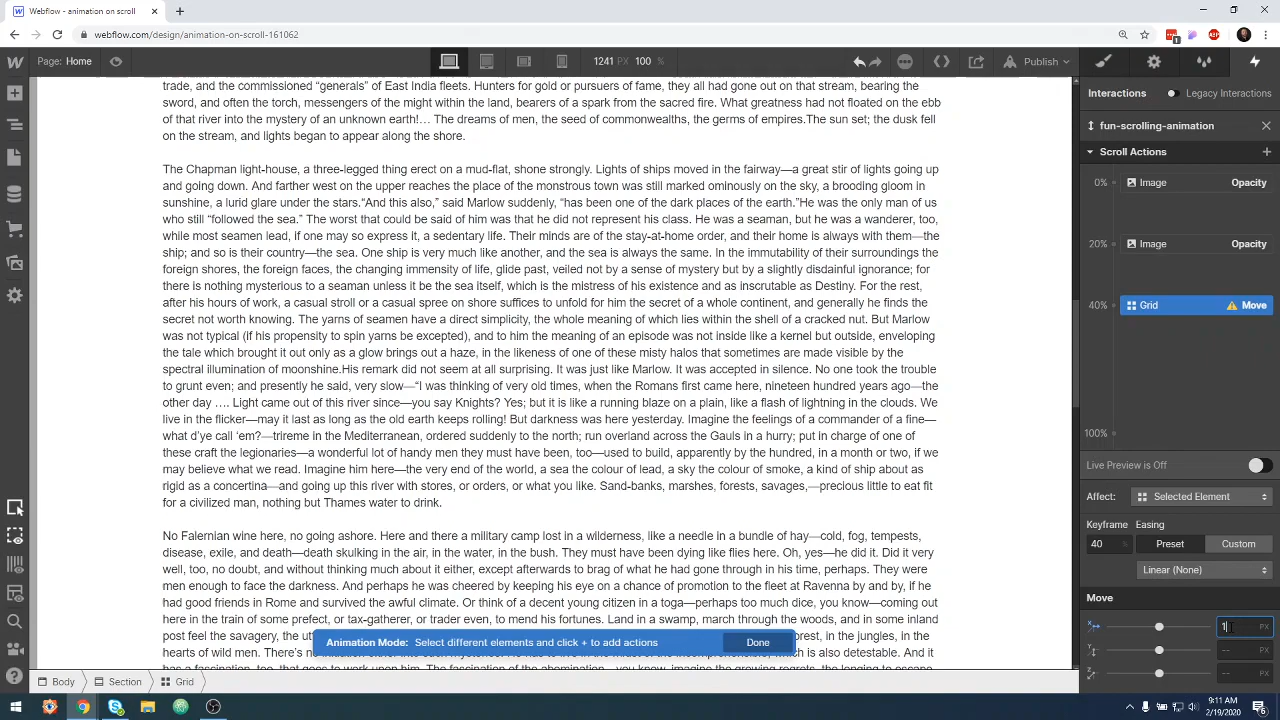 Webflow - animation on scroll
webflow.com/design/animation-on-scroll-161062
Page: Home
1241 PX 100 %
Publish
trade, and the commissioned “generals” of East India fleets. Hunters for gold or pursuers of fame, they all had gone out on that stream, bearing the
sword, and often the torch, messengers of the might within the land, bearers of a spark from the sacred fire. What greatness had not floated on the ebb
of that river into the mystery of an unknown earth!… The dreams of men, the seed of commonwealths, the germs of empires.The sun set; the dusk fell
on the stream, and lights began to appear along the shore.
The Chapman light-house, a three-legged thing erect on a mud-flat, shone strongly. Lights of ships moved in the fairway—a great stir of lights going up
and going down. And farther west on the upper reaches the place of the monstrous town was still marked ominously on the sky, a brooding gloom in
sunshine, a lurid glare under the stars.“And this also,” said Marlow suddenly, “has been one of the dark places of the earth.”He was the only man of us
who still “followed the sea.” The worst that could be said of him was that he did not represent his class. He was a seaman, but he was a wanderer, too,
while most seamen lead, if one may so express it, a sedentary life. Their minds are of the stay-at-home order, and their home is always with them—the
ship; and so is their country—the sea. One ship is very much like another, and the sea is always the same. In the immutability of their surroundings the
foreign shores, the foreign faces, the changing immensity of life, glide past, veiled not by a sense of mystery but by a slightly disdainful ignorance; for
there is nothing mysterious to a seaman unless it be the sea itself, which is the mistress of his existence and as inscrutable as Destiny. For the rest,
after his hours of work, a casual stroll or a casual spree on shore suffices to unfold for him the secret of a whole continent, and generally he finds the
secret not worth knowing. The yarns of seamen have a direct simplicity, the whole meaning of which lies within the shell of a cracked nut. But Marlow
was not typical (if his propensity to spin yarns be excepted), and to him the meaning of an episode was not inside like a kernel but outside, enveloping
the tale which brought it out only as a glow brings out a haze, in the likeness of one of these misty halos that sometimes are made visible by the
spectral illumination of moonshine.His remark did not seem at all surprising. It was just like Marlow. It was accepted in silence. No one took the trouble
to grunt even; and presently he said, very slow—“I was thinking of very old times, when the Romans first came here, nineteen hundred years ago—the
other day …. Light came out of this river since—you say Knights? Yes; but it is like a running blaze on a plain, like a flash of lightning in the clouds. We
live in the flicker—may it last as long as the old earth keeps rolling! But darkness was here yesterday. Imagine the feelings of a commander of a fine—
what d’ye call ‘em?—trireme in the Mediterranean, ordered suddenly to the north; run overland across the Gauls in a hurry; put in charge of one of
these craft the legionaries—a wonderful lot of handy men they must have been, too—used to build, apparently by the hundred, in a month or two, if we
may believe what we read. Imagine him here—the very end of the world, a sea the colour of lead, a sky the colour of smoke, a kind of ship about as
rigid as a concertina—and going up this river with stores, or orders, or what you like. Sand-banks, marshes, forests, savages,—precious little to eat fit
for a civilized man, nothing but Thames water to drink.
No Falernian wine here, no going ashore. Here and there a military camp lost in a wilderness, like a needle in a bundle of hay—cold, fog, tempests,
disease, exile, and death—death skulking in the air, in the water, in the bush. They must have been dying like flies here. Oh, yes—he did it. Did it very
well, too, no doubt, and without thinking much about it either, except afterwards to brag of what he had gone through in his time, perhaps. They were
men enough to face the darkness. And perhaps he was cheered by keeping his eye on a chance of promotion to the fleet at Ravenna by and by, if he
had good friends in Rome and survived the awful climate. Or think of a decent young citizen in a toga—perhaps too much dice, you know—coming out
here in the train of some prefect, or tax-gatherer, or trader even, to mend his fortunes. Land in a swamp, march through the woods, and in some inland
post feel the savagery, the
hearts of wild men. There's no
which is also detestable. And it
has a fascination, too, that goes to work upon him. The fascination of the abomination—you know, imagine the growing regrets, the longing to escape
Animation Mode: Select different elements and click + to add actions
Done
Body Section Grid
Interactions
Legacy Interactions
fun-scrolling-animation
Scroll Actions
0% Image Opacity
20% Image Opacity
40% Grid Move
100%
Live Preview is Off
Affect: Selected Element
Keyframe Easing
40 % Preset Custom
Linear (None)
Move
X 1 PX
Y -- PX
Z -- PX
9:11 AM
2/19/2020